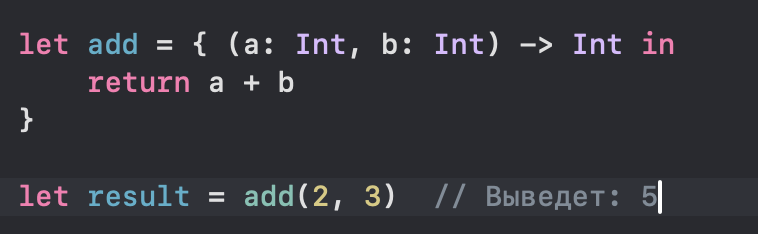 let add = { (a: Int, b: Int) -> Int in
    return a + b
}
let result = add(2, 3)  // Выведет: 5